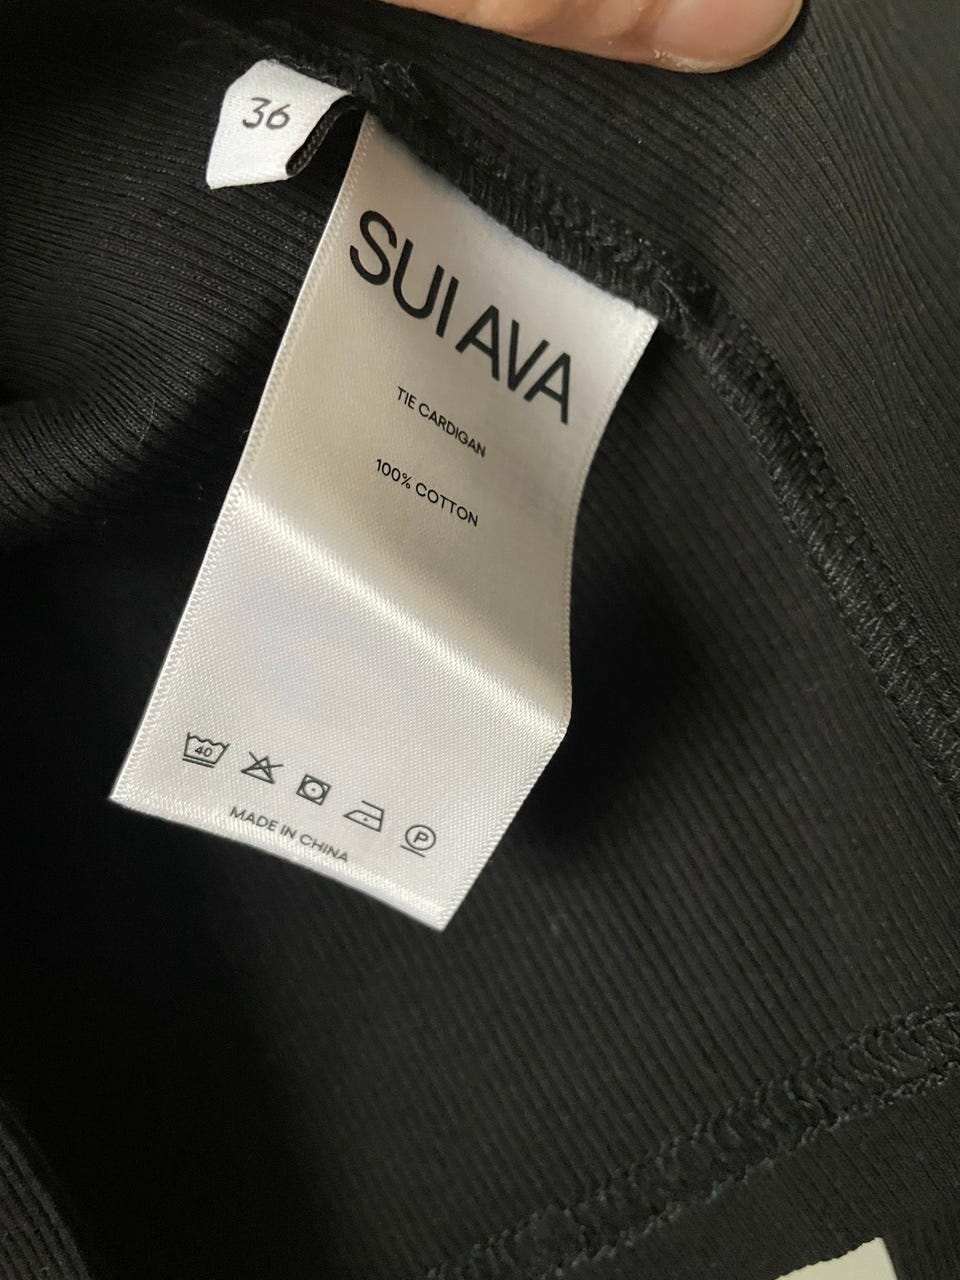 36
SUI AVA
TIE CARDIGAN
100% COTTON
40
P
MADE IN CHINA